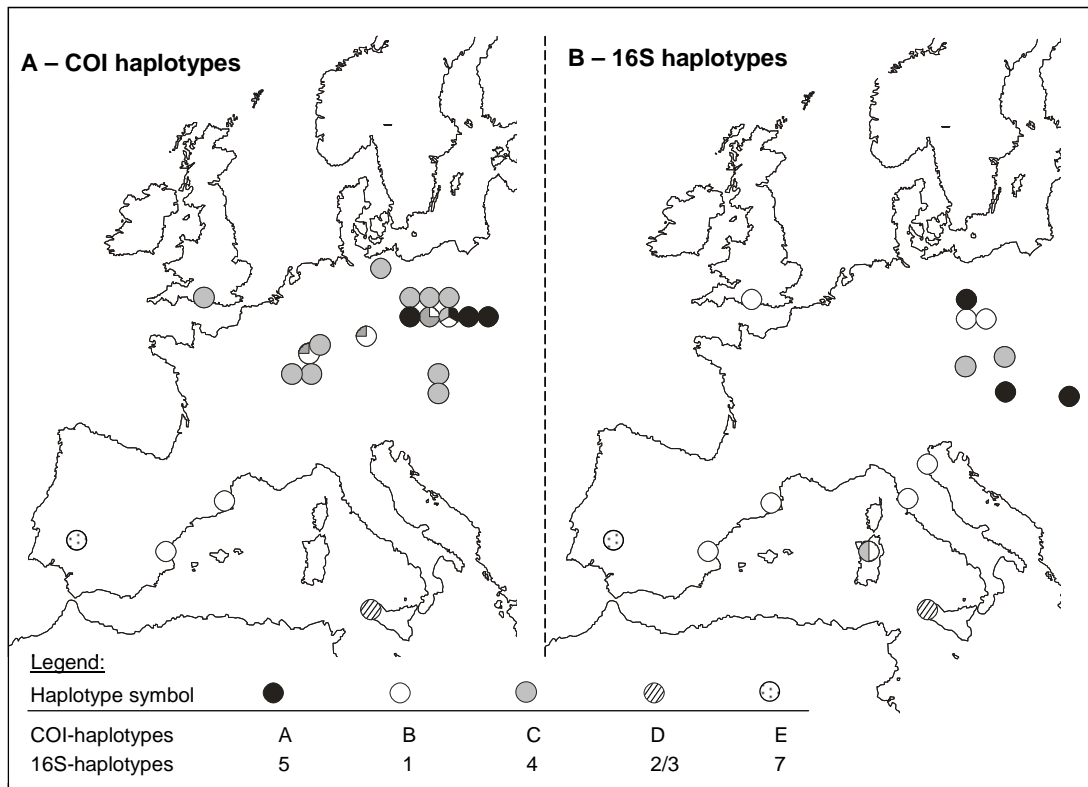 A – COI haplotypes
B – 16S haplotypes
Legend:
Haplotype symbol
COI-haplotypes A B C D E
16S-haplotypes 5 1 4 2/3 7